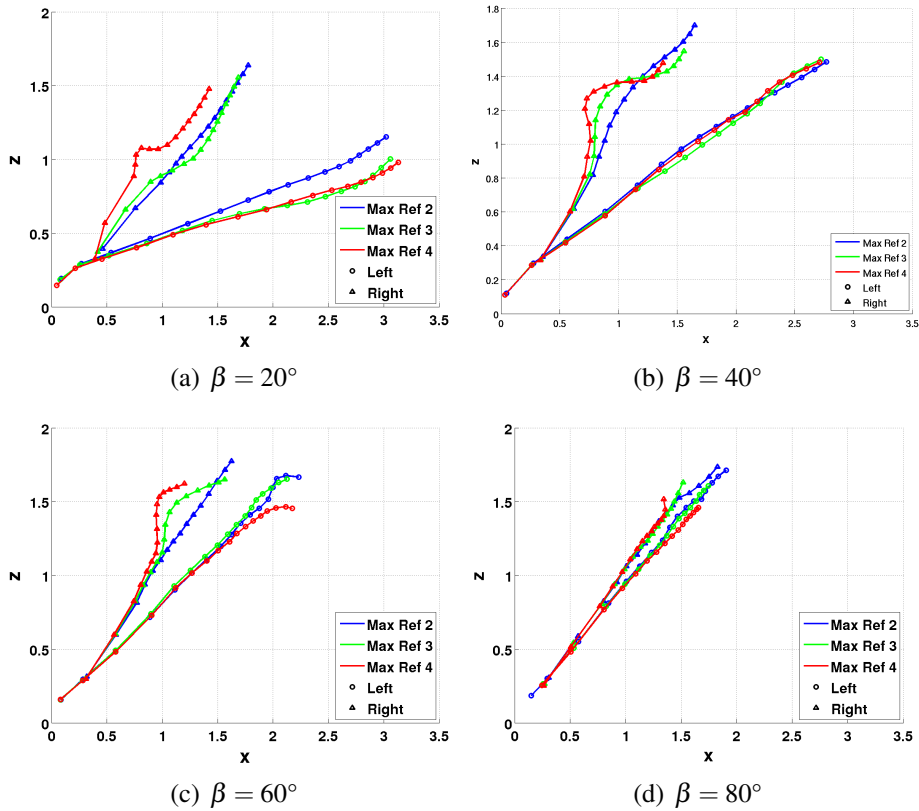 2
1.5
1
0.5
0
z
0
0.5
1
1.5
2
2.5
3
3.5
x
Max Ref 2
Max Ref 3
Max Ref 4
Left
Right
(a) β = 20°
1.8
1.6
1.4
1.2
1
0.8
0.6
0.4
0.2
0
z
0
0.5
1
1.5
2
2.5
3
3.5
x
Max Ref 2
Max Ref 3
Max Ref 4
Left
Right
(b) β = 40°
2
1.5
1
0.5
0
z
0
0.5
1
1.5
2
2.5
3
3.5
x
Max Ref 2
Max Ref 3
Max Ref 4
Left
Right
(c) β = 60°
2
1.5
1
0.5
0
z
0
0.5
1
1.5
2
2.5
3
3.5
x
Max Ref 2
Max Ref 3
Max Ref 4
Left
Right
(d) β = 80°